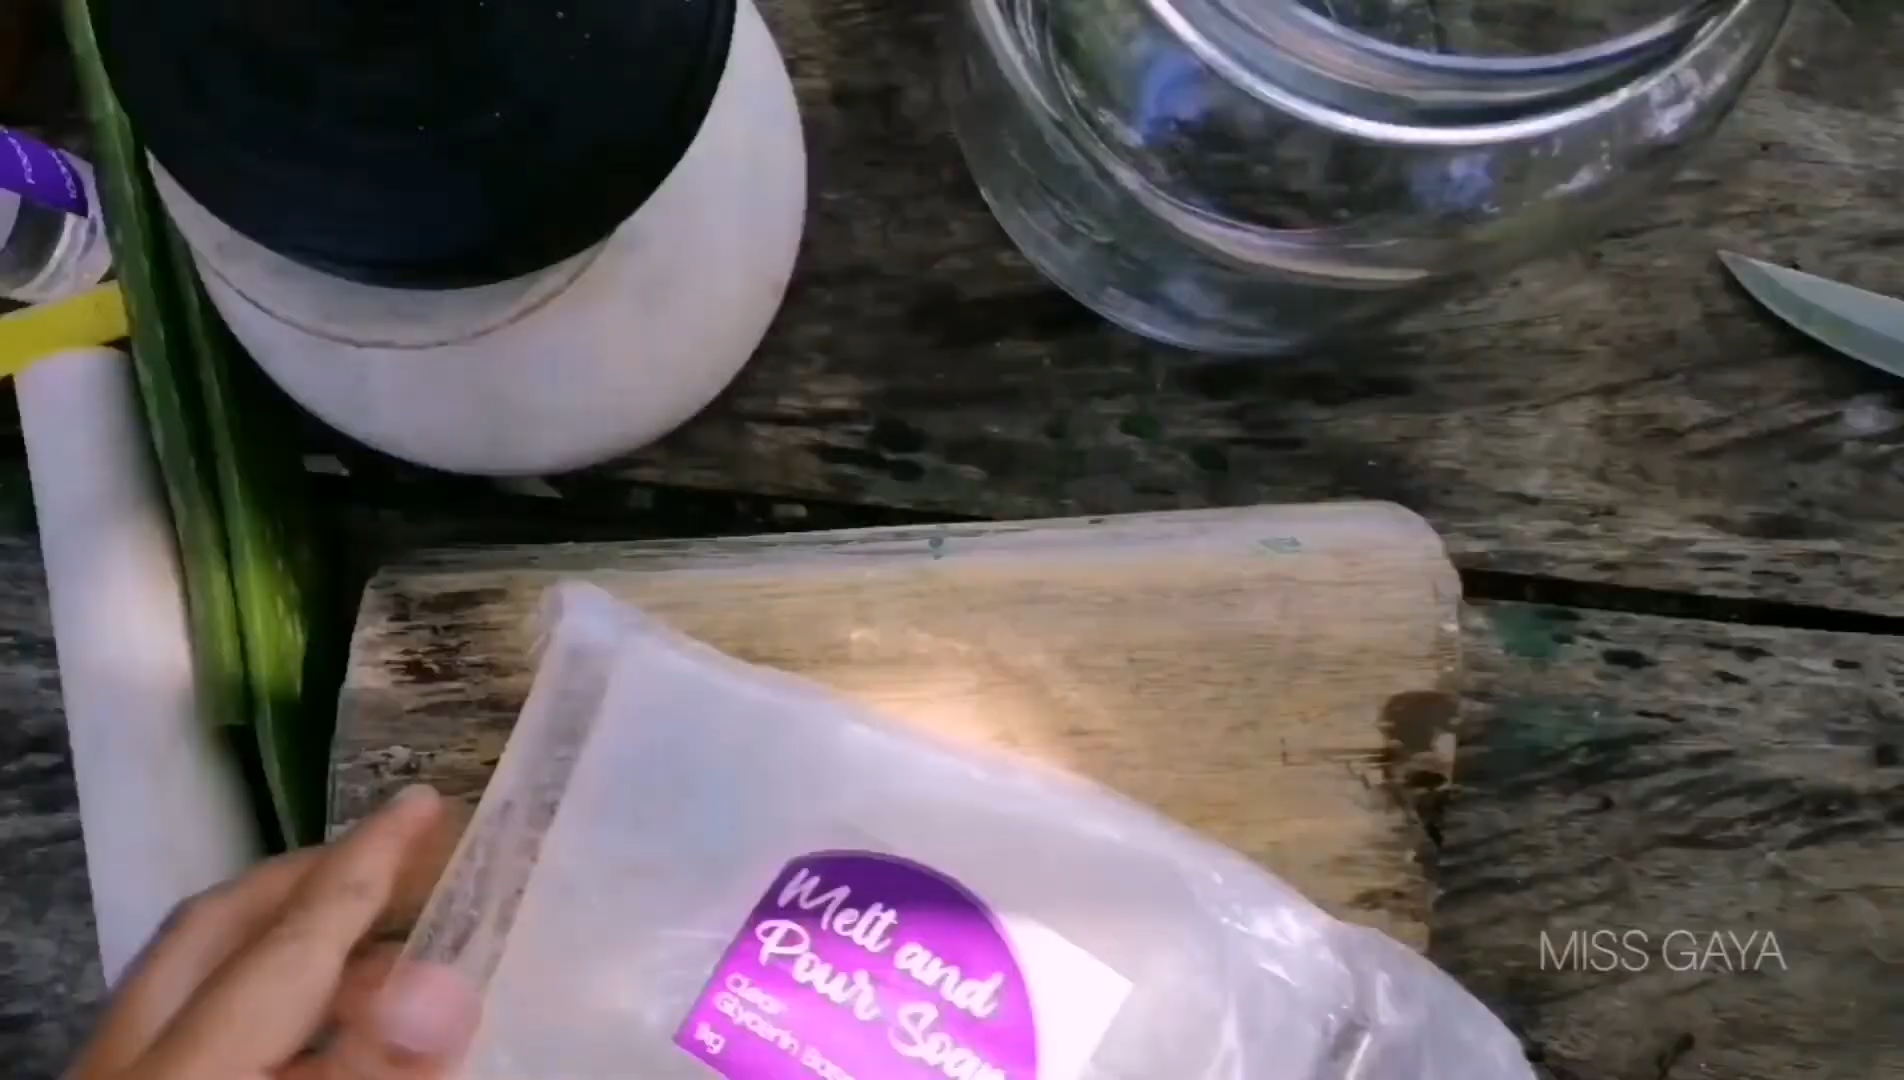 Melt and
Pour Soap
Clear
Glycerin Base
1kg
MISS GAYA